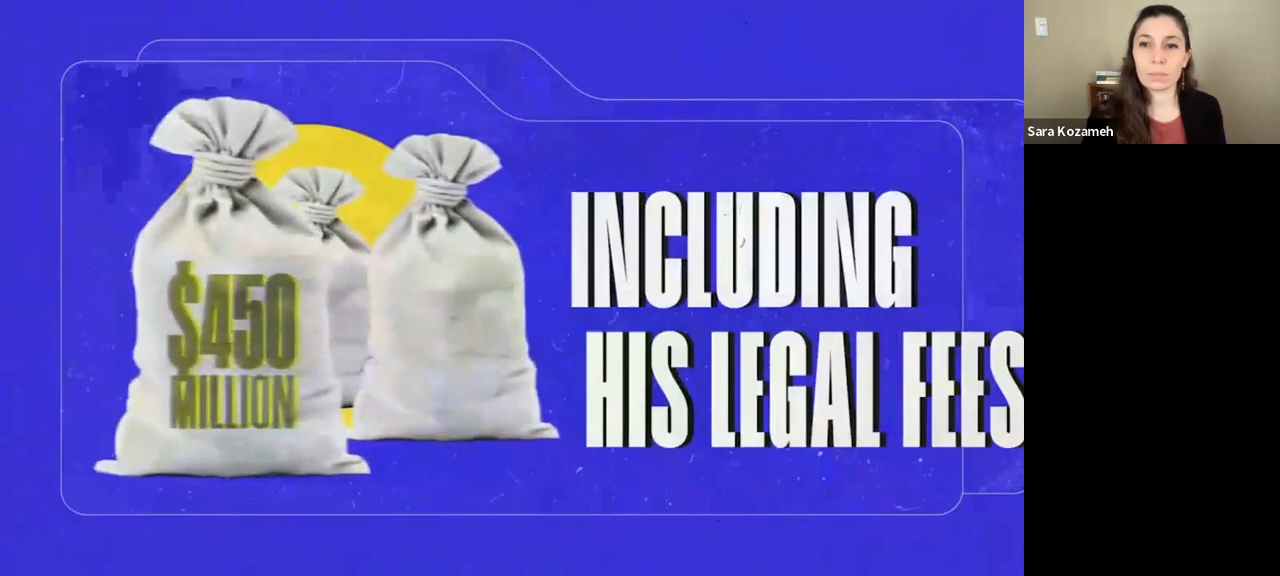 $450
MILLION
INCLUDING
HIS LEGAL FEES
Sara Kozameh